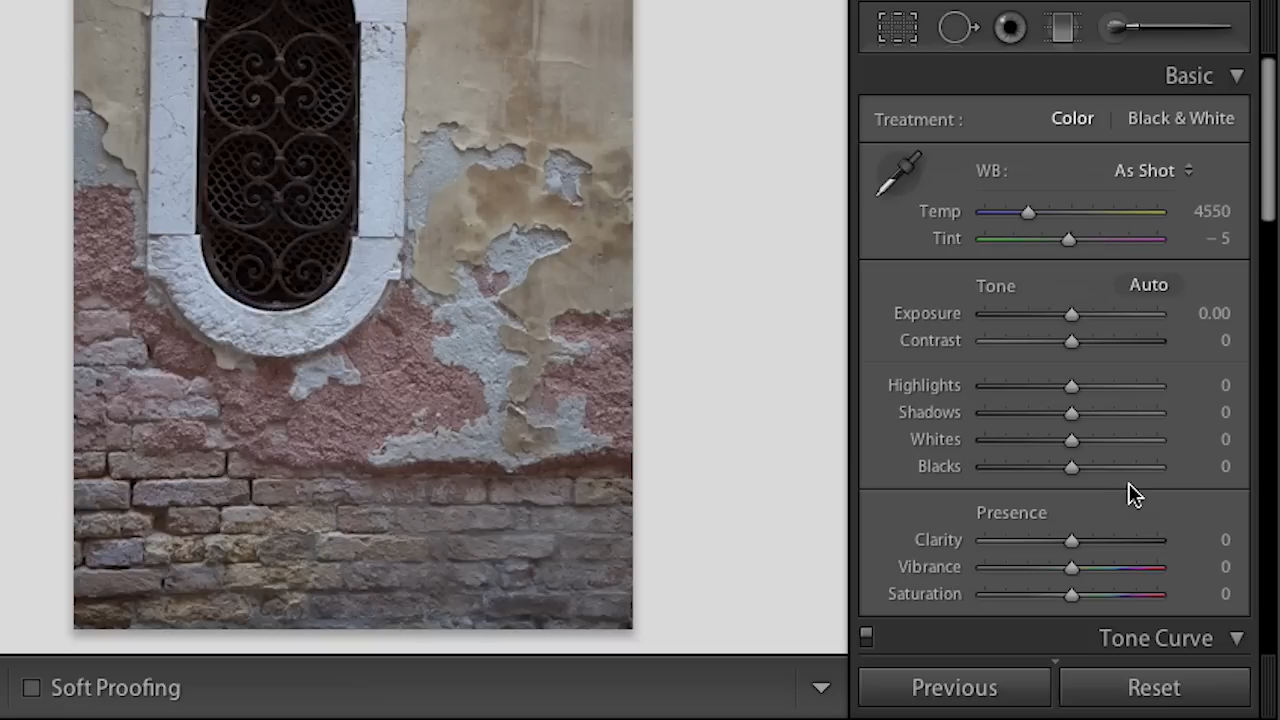 Basic
Treatment : Color Black & White
WB: As Shot
Temp 4550
Tint – 5
Tone Auto
Exposure 0.00
Contrast 0
Highlights 0
Shadows 0
Whites 0
Blacks 0
Presence
Clarity 0
Vibrance 0
Saturation 0
Tone Curve
Soft Proofing
Previous Reset